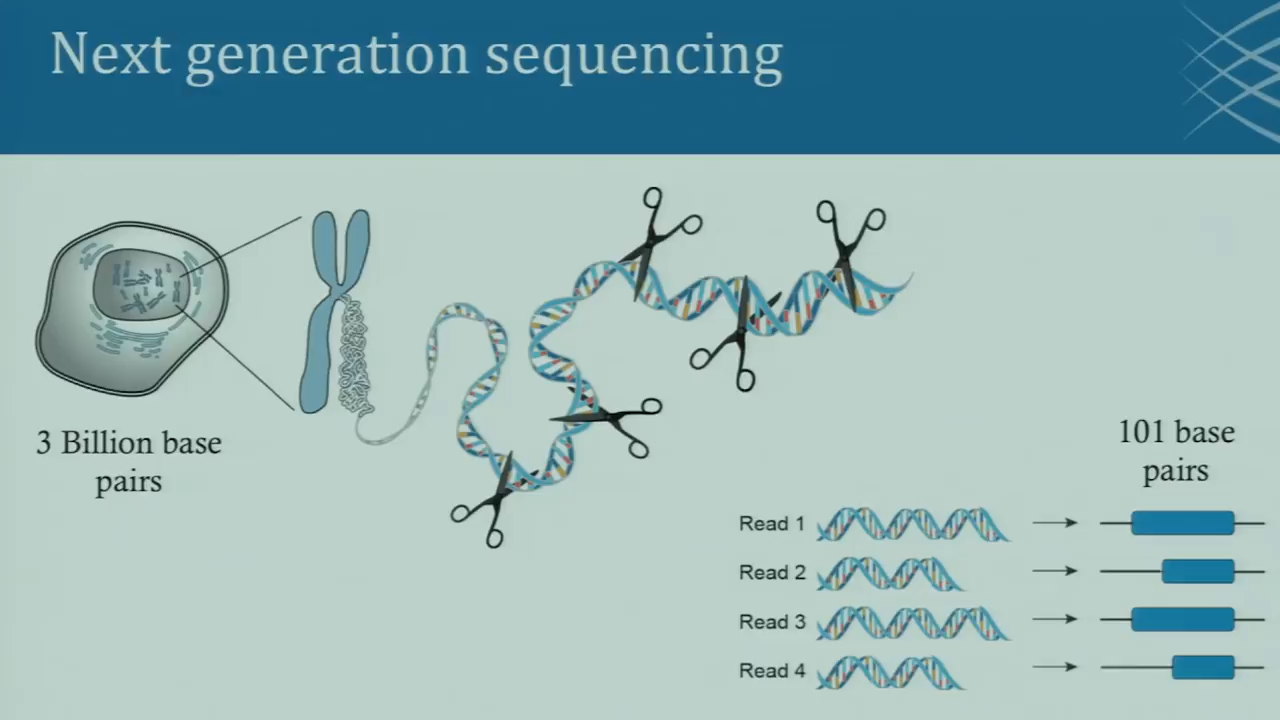 Next generation sequencing
3 Billion base
pairs
101 base
pairs
Read 1
Read 2
Read 3
Read 4